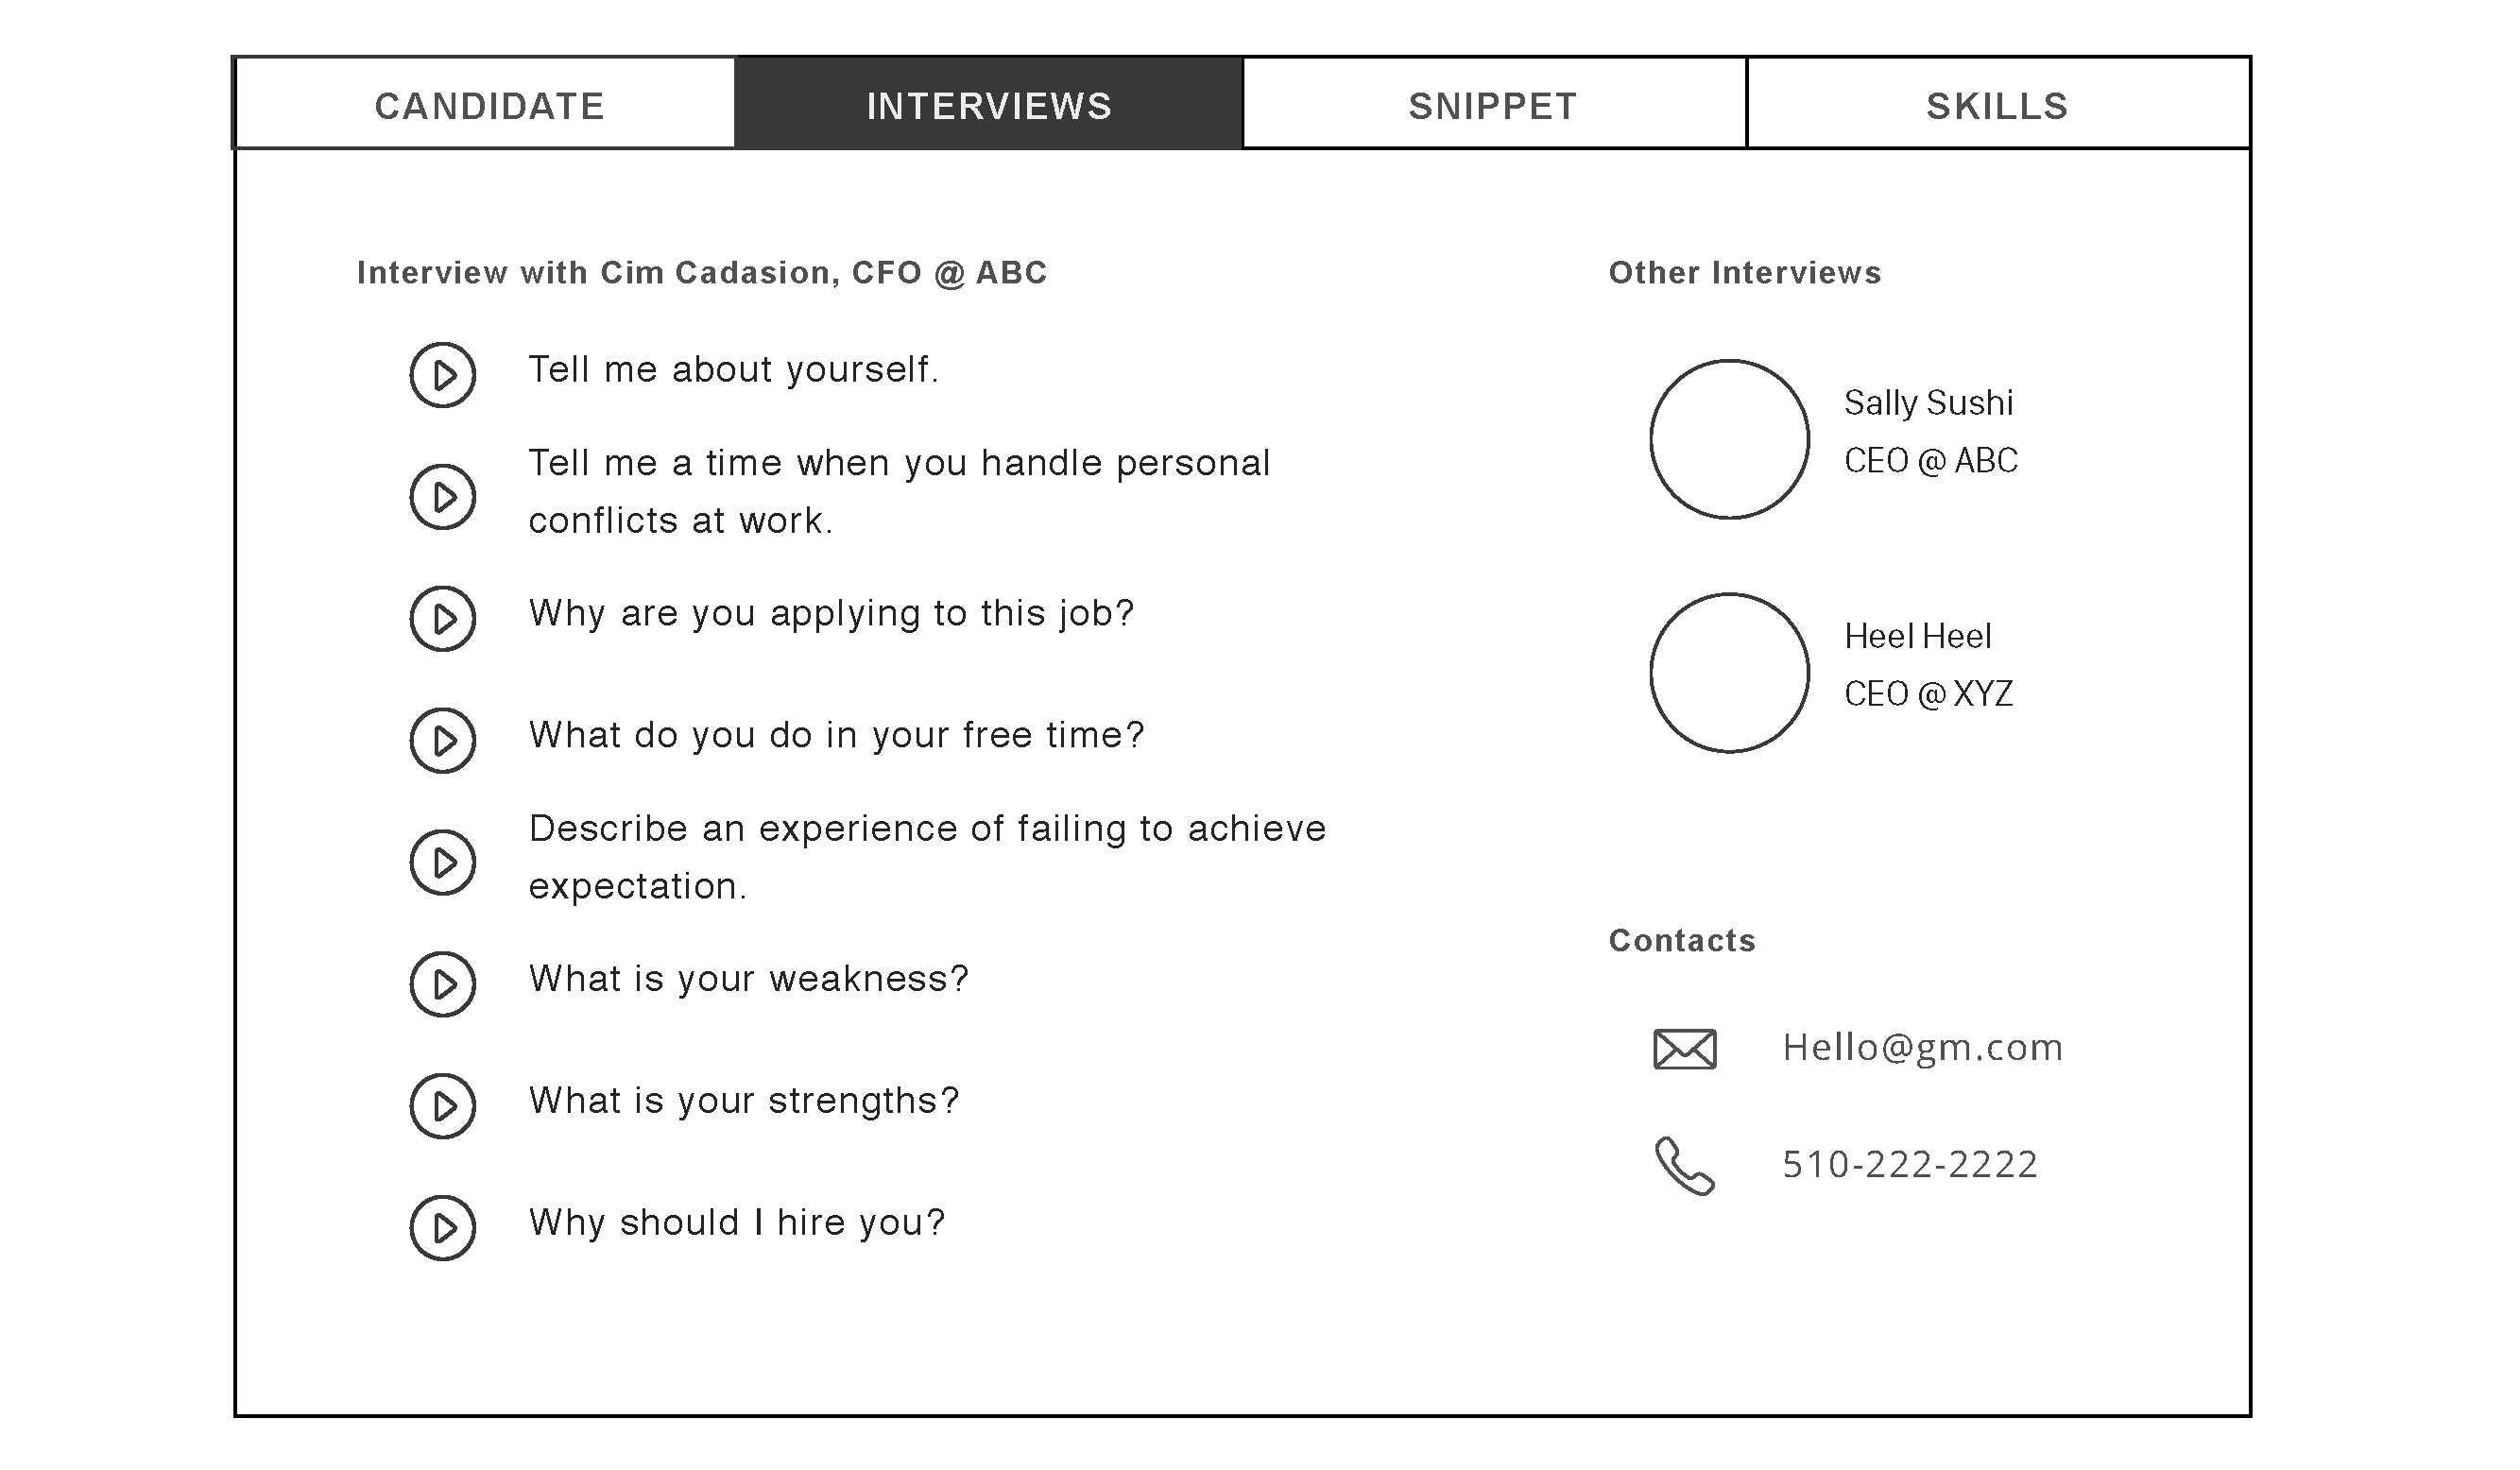 CANDIDATE
INTERVIEWS
SNIPPET
SKILLS
Interview with Cim Cadasion, CFO @ ABC
Tell me about yourself.
Tell me a time when you handle personal
conflicts at work.
Why are you applying to this job?
What do you do in your free time?
Describe an experience of failing to achieve
expectation.
What is your weakness?
What is your strengths?
Why should I hire you?
Other Interviews
Sally Sushi
CEO @ ABC
Heel Heel
CEO @ XYZ
Contacts
Hello@gm.com
510-222-2222